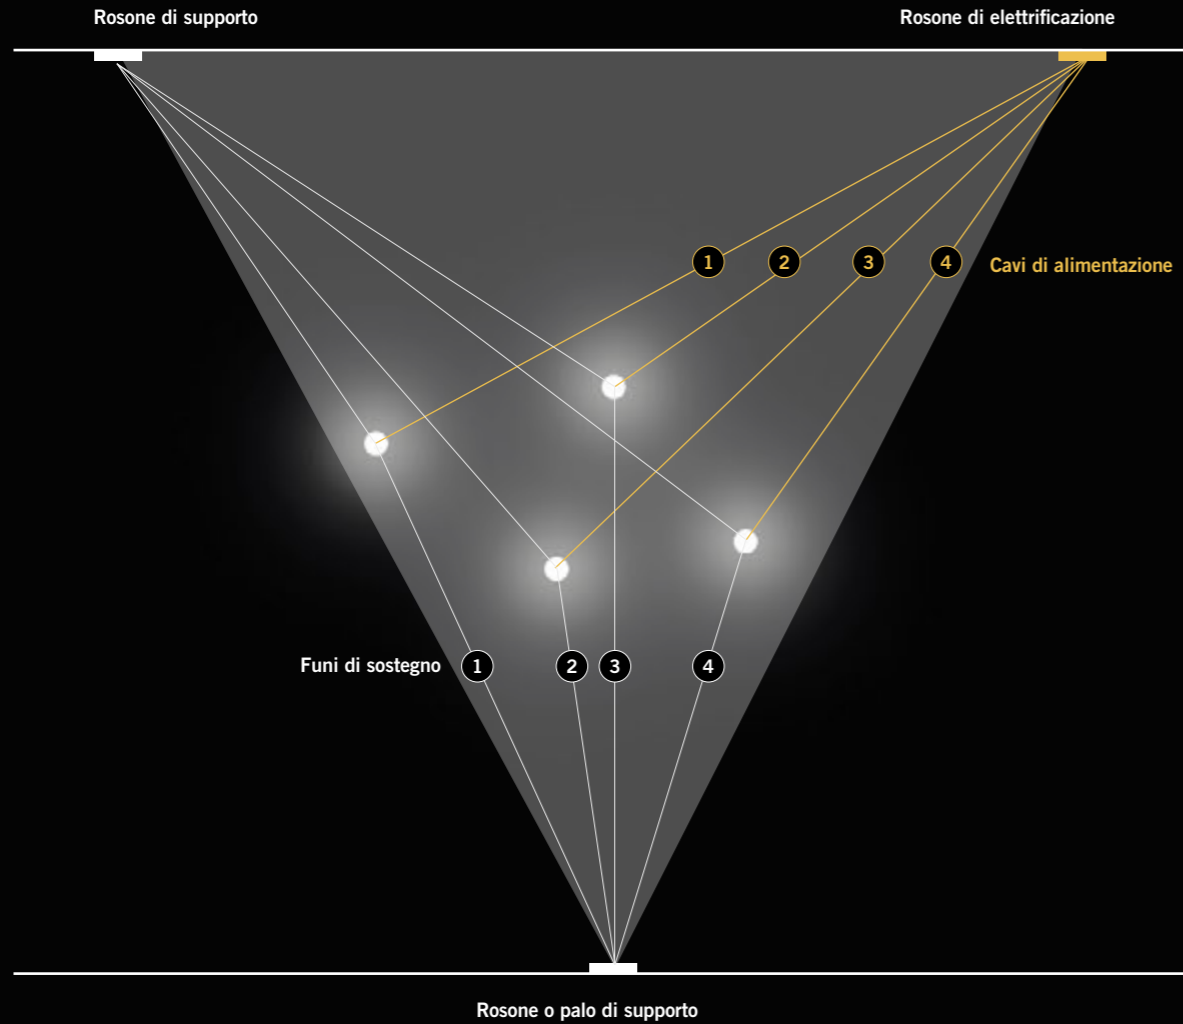 Rosone di supporto
Rosone di elettrificazione
1
2
3
4
Cavi di alimentazione
Funi di sostegno
1
2
3
4
Rosone o palo di supporto